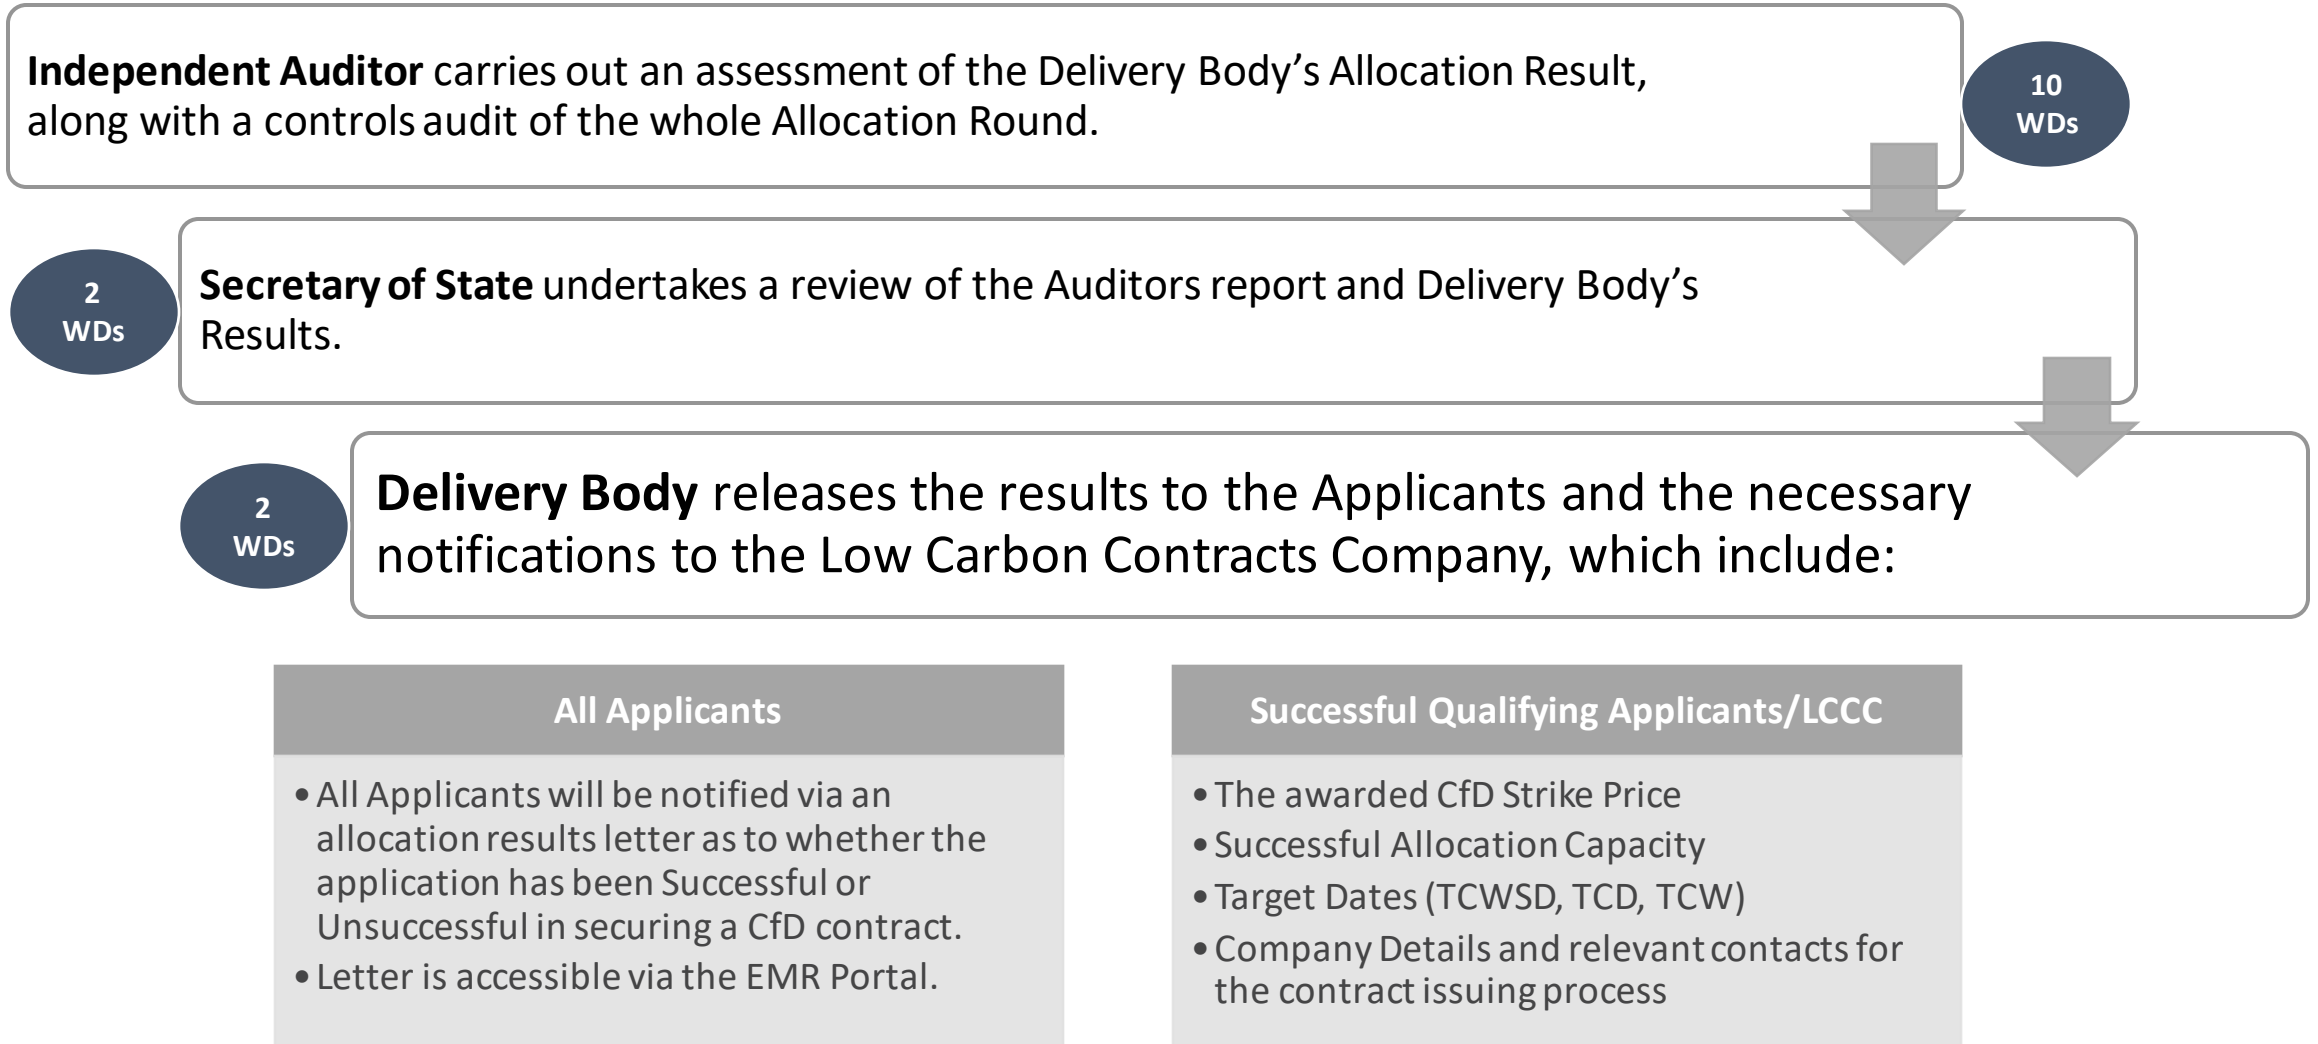 Independent Auditor carries out an assessment of the Delivery Body’s Allocation Result,
along with a controls audit of the whole Allocation Round.
10
WDs
2
WDs
Secretary of State undertakes a review of the Auditors report and Delivery Body’s
Results.
2
WDs
Delivery Body releases the results to the Applicants and the necessary
notifications to the Low Carbon Contracts Company, which include:
All Applicants
• All Applicants will be notified via an
allocation results letter as to whether the
application has been Successful or
Unsuccessful in securing a CfD contract.
• Letter is accessible via the EMR Portal.
Successful Qualifying Applicants/LCCC
• The awarded CfD Strike Price
• Successful Allocation Capacity
• Target Dates (TCWSD, TCD, TCW)
• Company Details and relevant contacts for
the contract issuing process